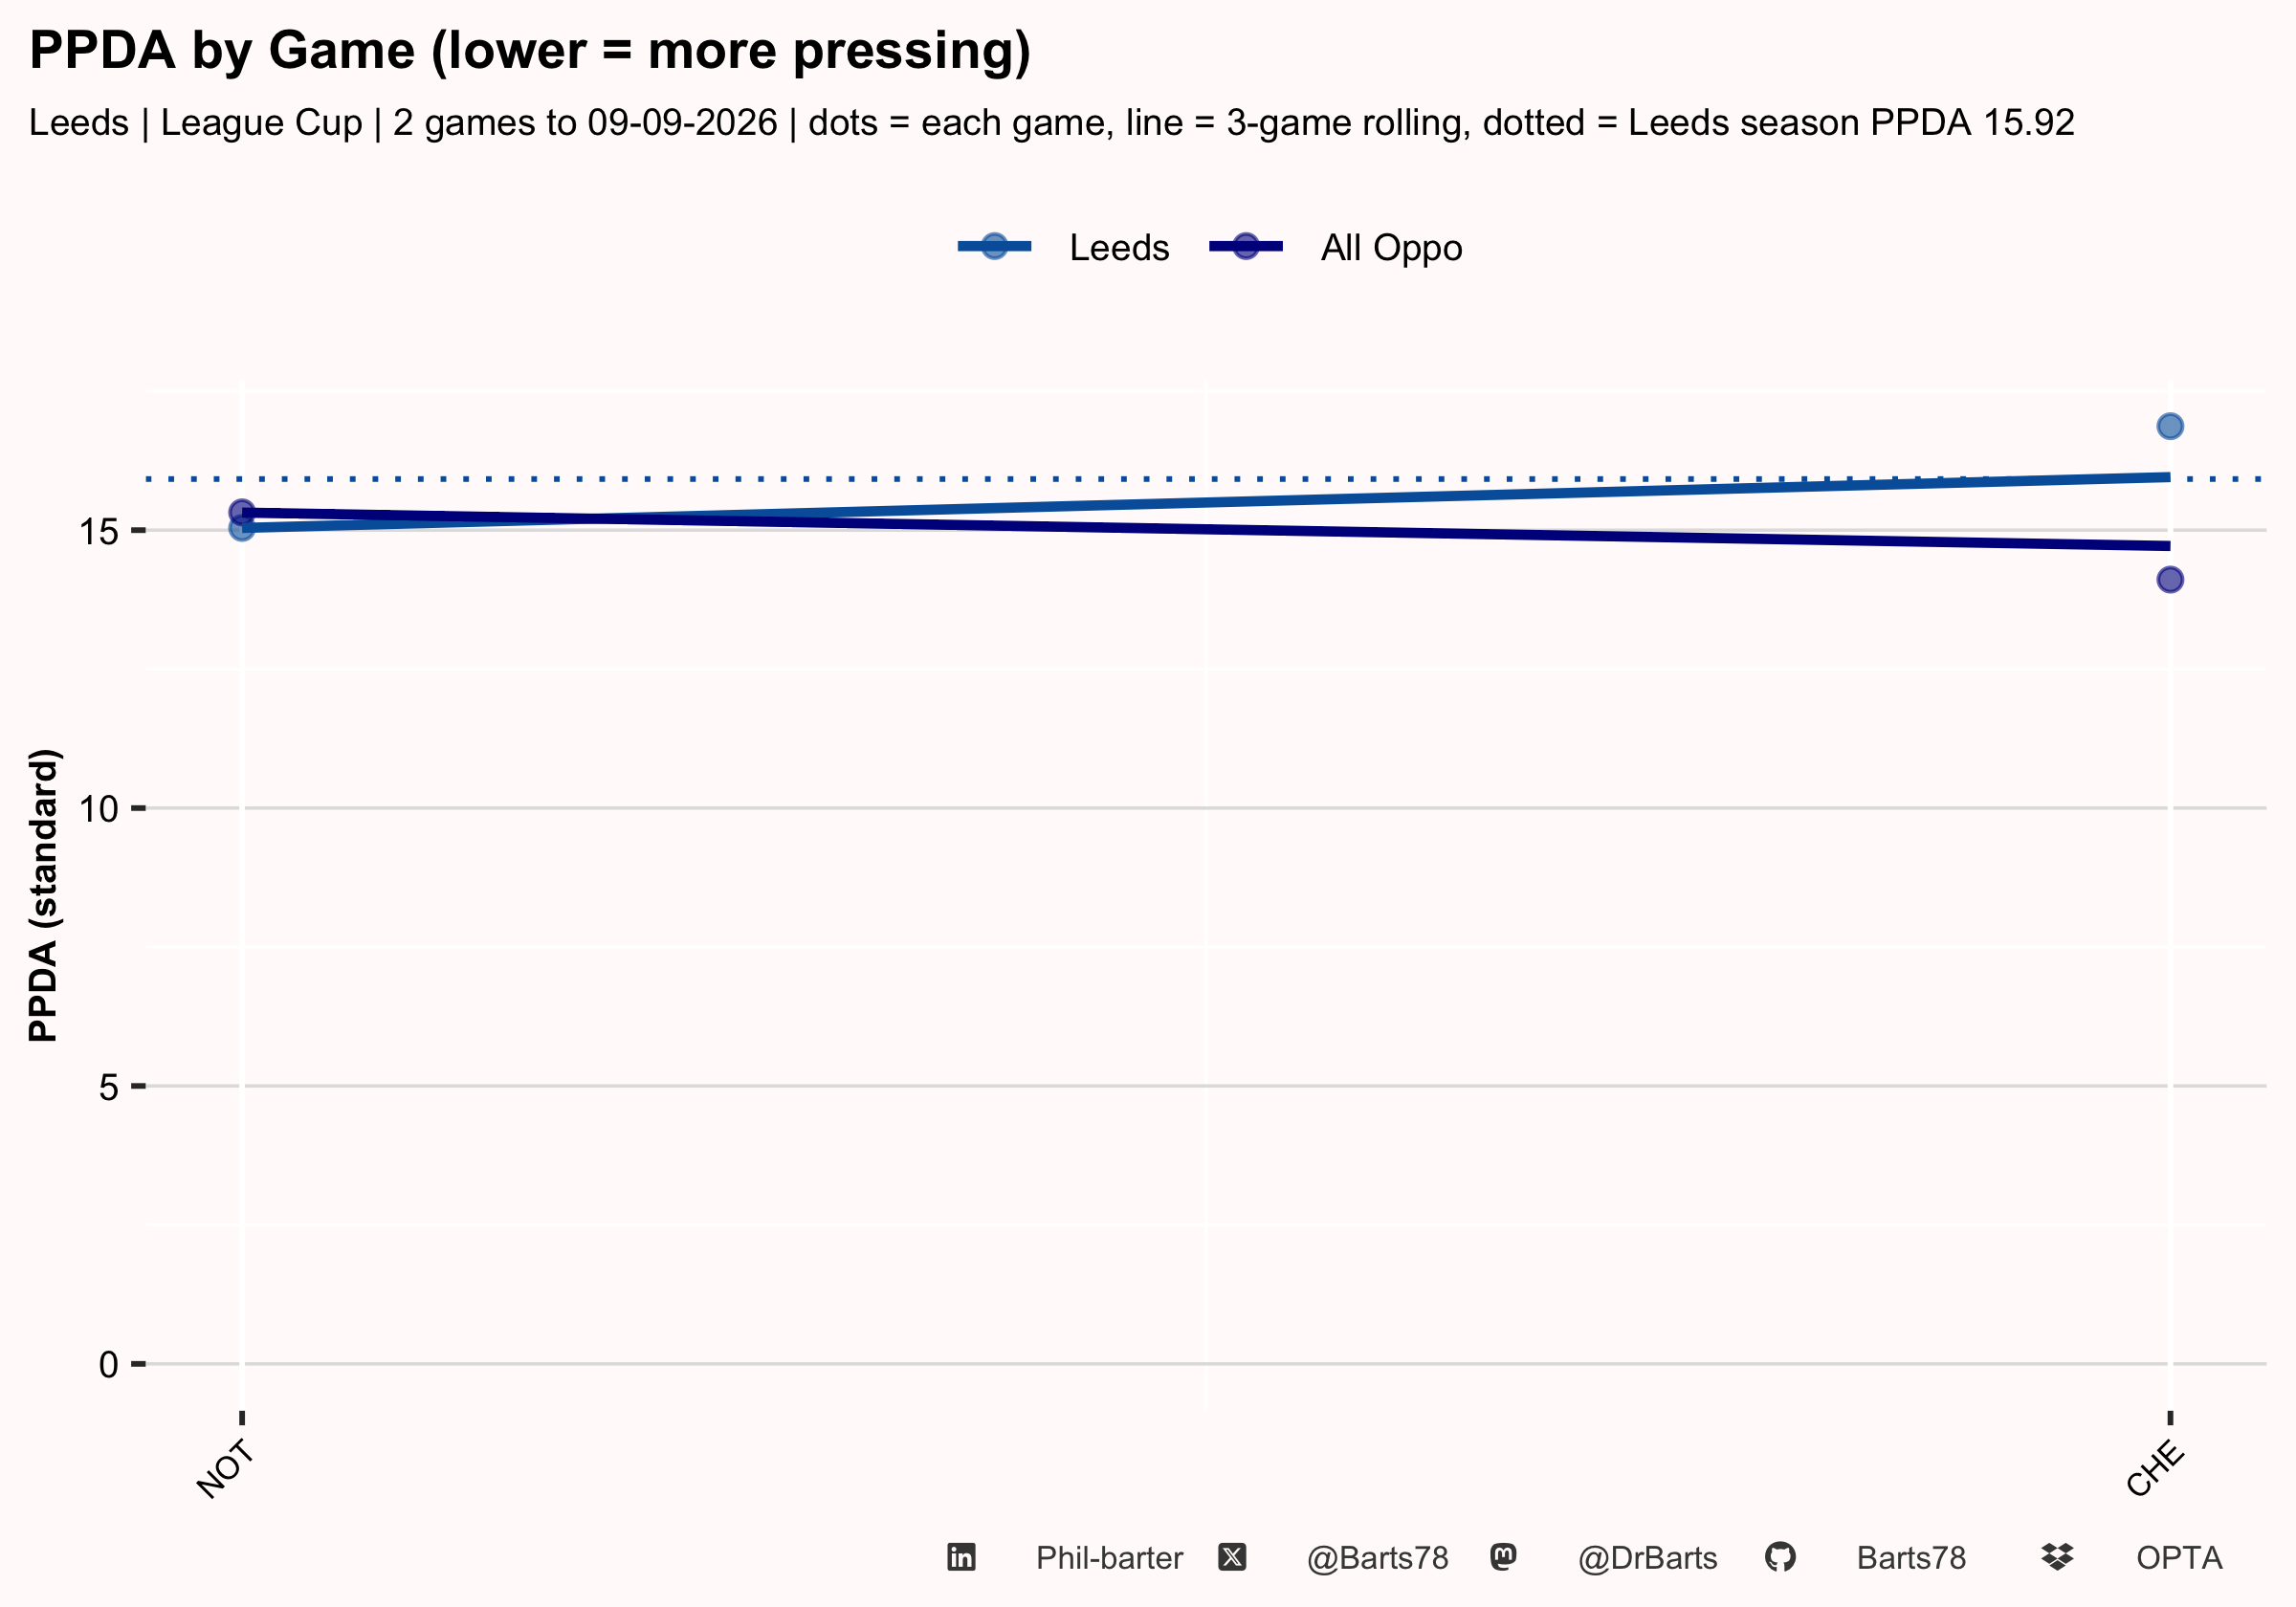 PPDA by Game (lower = more pressing)
Leeds | League Cup | 2 games to 09-09-2026 | dots = each game, line = 3-game rolling, dotted = Leeds season PPDA 15.92
Leeds All Oppo
PPDA (standard)
15
10
5
0
NOT CHE
Phil-barter @Barts78 @DrBarts Barts78 OPTA